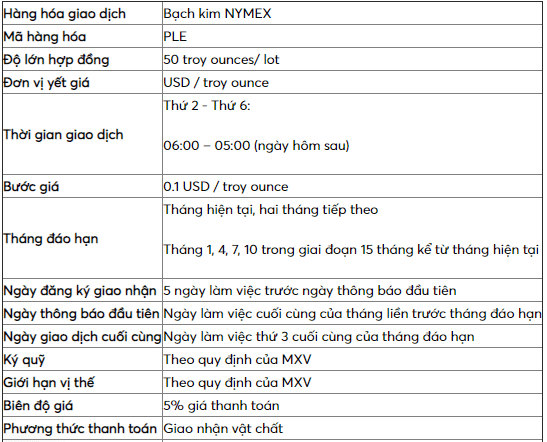 Hàng hóa giao dịch Bạch kim NYMEX
Mã hàng hóa PLE
Độ lớn hợp đồng 50 troy ounces/ lot
Đơn vị yết giá USD / troy ounce
Thời gian giao dịch Thứ 2 - Thứ 6:
06:00 – 05:00 (ngày hôm sau)
Bước giá 0.1 USD / troy ounce
Tháng đáo hạn Tháng hiện tại, hai tháng tiếp theo
Tháng 1, 4, 7, 10 trong giai đoạn 15 tháng kể từ tháng hiện tại
Ngày đăng ký giao nhận 5 ngày làm việc trước ngày thông báo đầu tiên
Ngày thông báo đầu tiên Ngày làm việc cuối cùng của tháng liền trước tháng đáo hạn
Ngày giao dịch cuối cùng Ngày làm việc thứ 3 cuối cùng của tháng đáo hạn
Ký quỹ Theo quy định của MXV
Giới hạn vị thế Theo quy định của MXV
Biên độ giá 5% giá thanh toán
Phương thức thanh toán Giao nhận vật chất